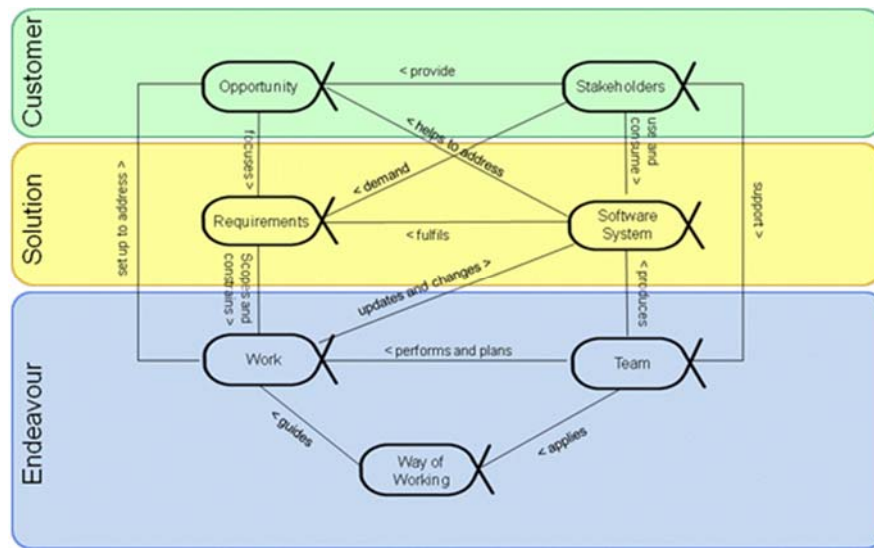 Customer
Opportunity
< provide
Stakeholders
focuses >
< helps to address
use and
consume >
< demand
set up to address >
support >
Solution
Requirements
< fulfils
Software
System
Scopes and
constrains >
updates and changes >
< produces
Endeavour
Work
< performs and plans
Team
< guides
< applies
Way of
Working